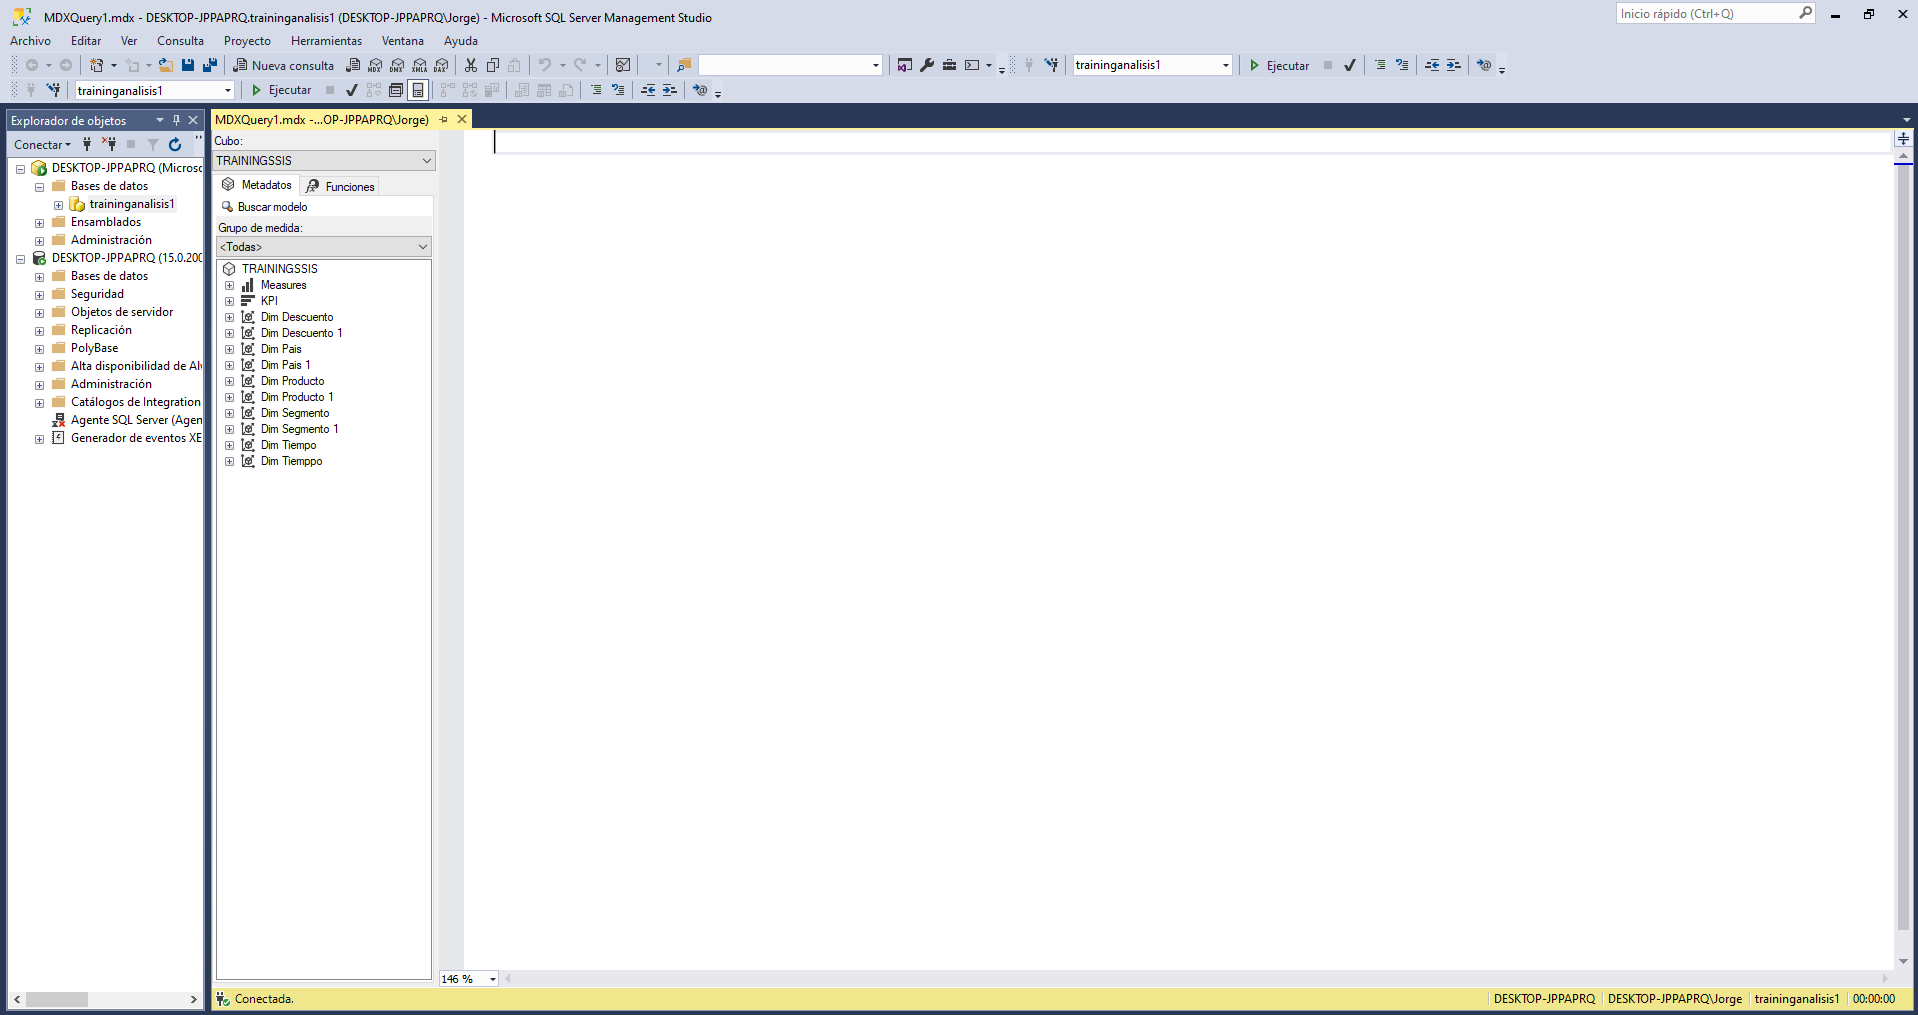 MDXQuery1.mdx - DESKTOP-JPPAPRQ.traininganalisis1 (DESKTOP-JPPAPRQ\Jorge) - Microsoft SQL Server Management Studio
Inicio rápido (Ctrl+Q)
Archivo Editar Ver Consulta Proyecto Herramientas Ventana Ayuda
Nueva consulta MDX DMX XMLA DAX traininganalisis1 Ejecutar
traininganalisis1 Ejecutar
Explorador de objetos
Conectar
DESKTOP-JPPAPRQ (Microsc
Bases de datos
traininganalisis1
Ensamblados
Administración
DESKTOP-JPPAPRQ (15.0.200
Bases de datos
Seguridad
Objetos de servidor
Replicación
PolyBase
Alta disponibilidad de Alv
Administración
Catálogos de Integration
Agente SQL Server (Agen
Generador de eventos XE
MDXQuery1.mdx -...OP-JPPAPRQ\Jorge)
Cubo:
TRAININGSSIS
Metadatos Funciones
Buscar modelo
Grupo de medida:
<Todas>
TRAININGSSIS
Measures
KPI
Dim Descuento
Dim Descuento 1
Dim Pais
Dim Pais 1
Dim Producto
Dim Producto 1
Dim Segmento
Dim Segmento 1
Dim Tiempo
Dim Tiemppo
146 %
Conectada. DESKTOP-JPPAPRQ DESKTOP-JPPAPRQ\Jorge traininganalisis1 00:00:00